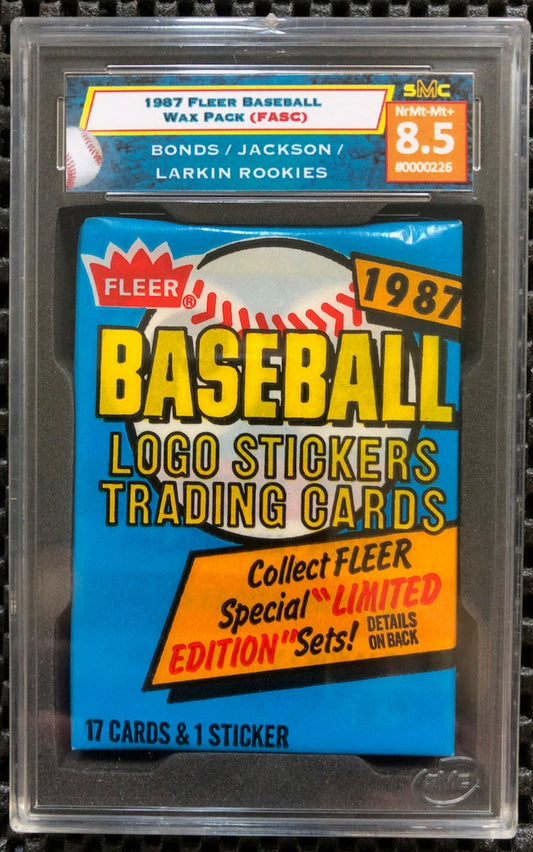 1987 Fleer Baseball
Wax Pack (FASC)
BONDS / JACKSON /
LARKIN ROOKIES
SMC
NrMt-Mt+
8.5
#0000226
FLEER®
1987
BASEBALL
LOGO STICKERS
TRADING CARDS
Collect FLEER
Special "LIMITED
EDITION" Sets!
DETAILS
ON BACK
17 CARDS & 1 STICKER